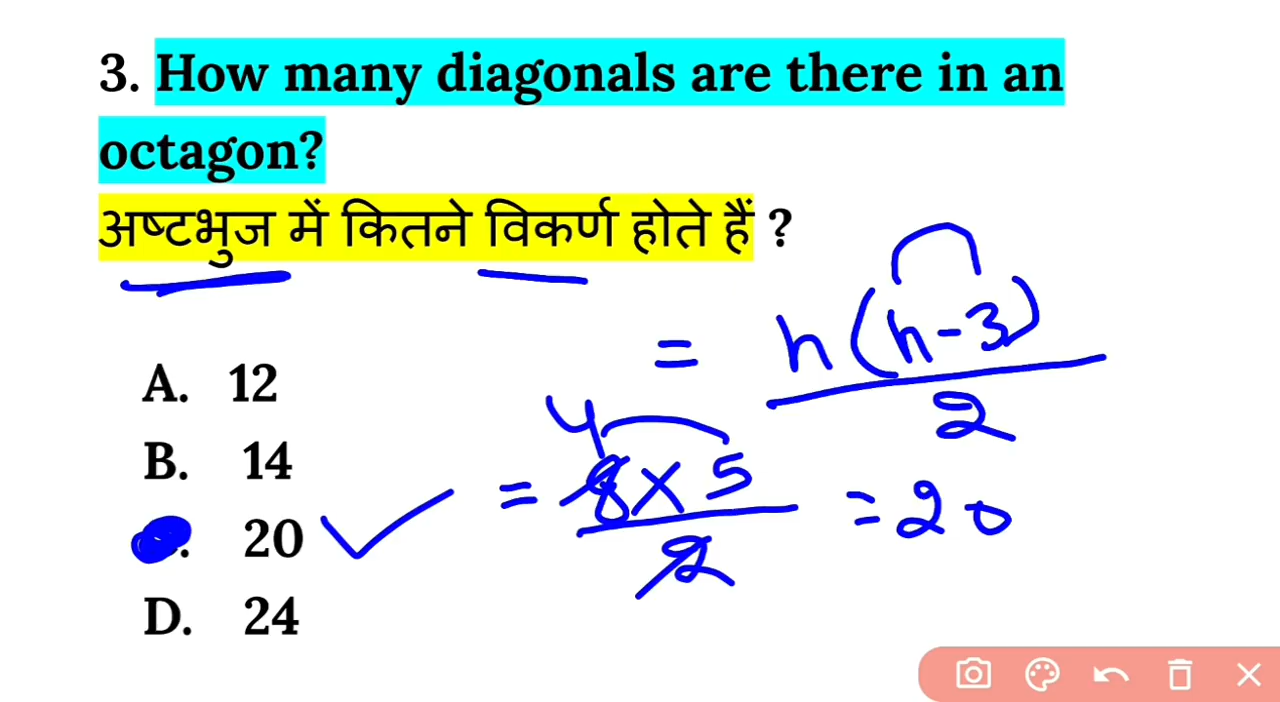 3. How many diagonals are there in an
octagon?
अष्टभुज में कितने विकर्ण होते हैं ?
= n(n-3)
2
A. 12
4
B. 14
= 8 x 5 = 20
2
. 20
D. 24